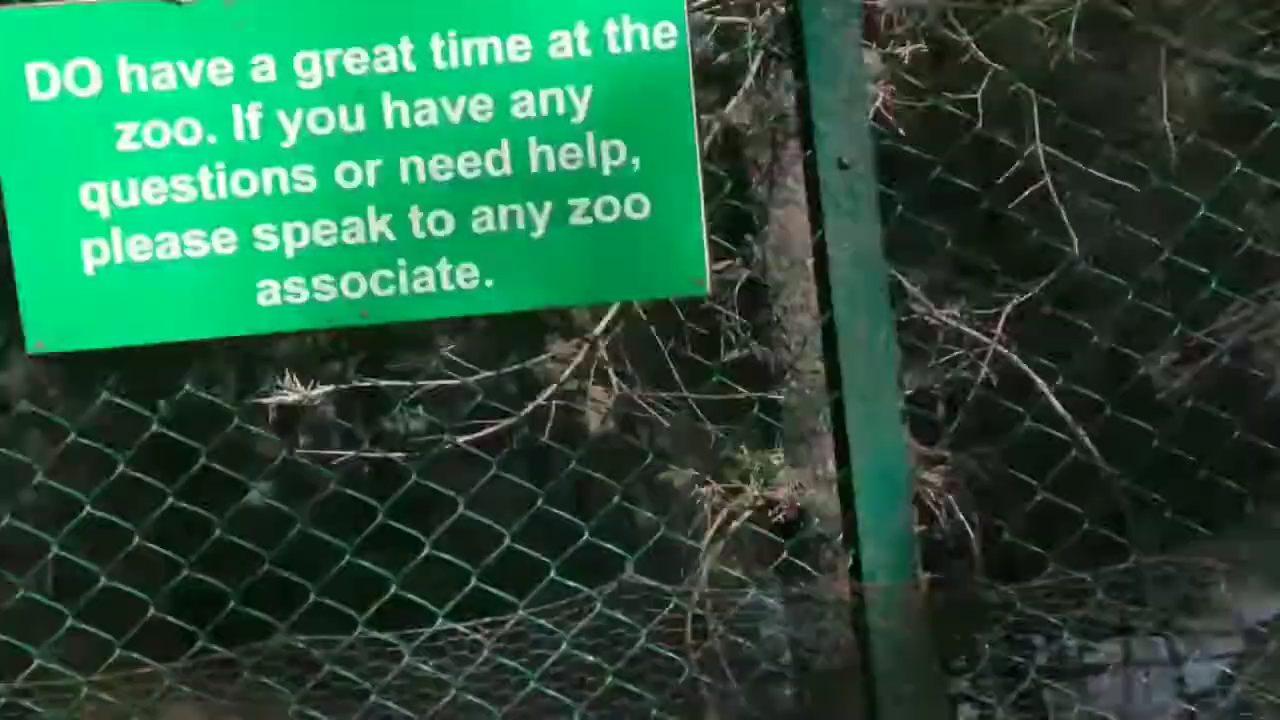 DO have a great time at the
zoo. If you have any
questions or need help,
please speak to any zoo
associate.